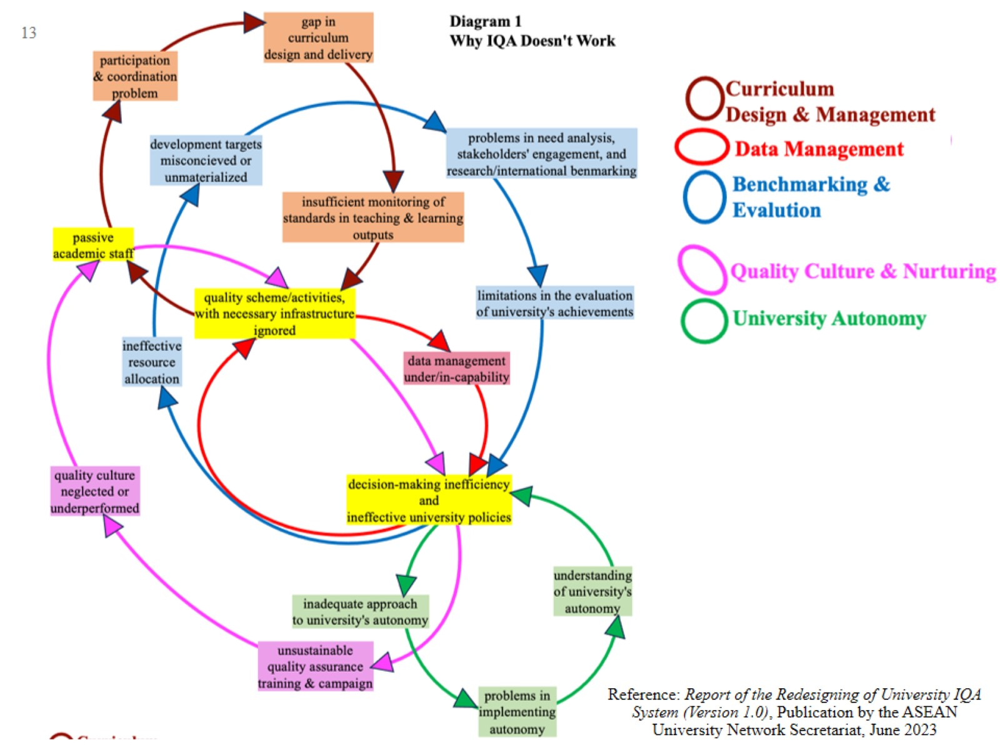 13
Diagram 1
Why IQA Doesn't Work
gap in
curriculum
design and delivery
participation
& coordination
problem
development targets
misconcieved or
unmaterialized
problems in need analysis,
stakeholders' engagement, and
research/international benmarking
insufficient monitoring of
standards in teaching & learning
outputs
passive
academic staff
quality scheme/activities,
with necessary infrastructure
ignored
limitations in the evaluation
of university's achievements
ineffective
resource
allocation
data management
under/in-capability
quality culture
neglected or
underperformed
decision-making inefficiency
and
ineffective university policies
inadequate approach
to university's autonomy
understanding
of university's
autonomy
unsustainable
quality assurance
training & campaign
problems in
implementing
autonomy
Curriculum
Design & Management
Data Management
Benchmarking &
Evalution
Quality Culture & Nurturing
University Autonomy
Reference: Report of the Redesigning of University IQA
System (Version 1.0), Publication by the ASEAN
University Network Secretariat, June 2023